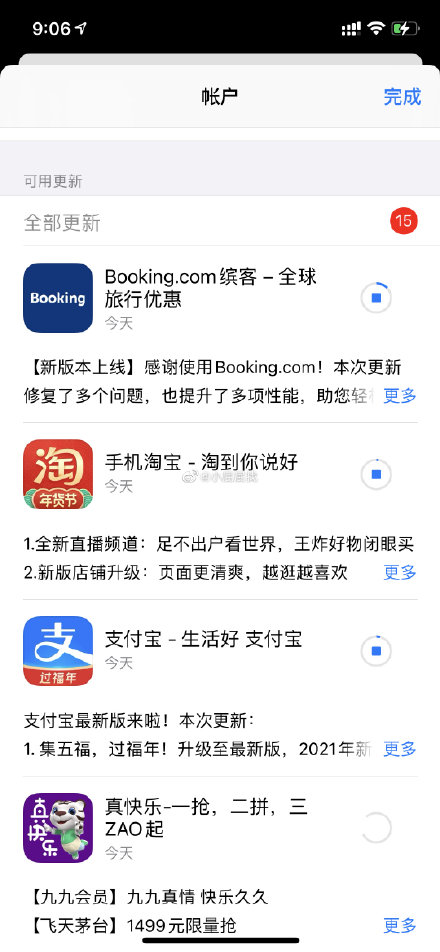 9:06
帐户
完成
可用更新
全部更新
15
Booking
Booking.com缤客 – 全球
旅行优惠
今天
【新版本上线】感谢使用Booking.com！本次更新
修复了多个问题，也提升了多项性能，助您轻
更多
淘
年货节
手机淘宝 - 淘到你说好
今天
1.全新直播频道：足不出户看世界，王炸好物闭眼买
2.新版店铺升级：页面更清爽，越逛越喜欢
更多
支
过福年
支付宝 - 生活好 支付宝
今天
支付宝最新版来啦！本次更新：
1. 集五福，过福年！升级至最新版，2021年新
更多
真快乐
真快乐-一抢，二拼，三
ZAO起
今天
【九九会员】九九真情 快乐久久
【飞天茅台】1499元限量抢
更多